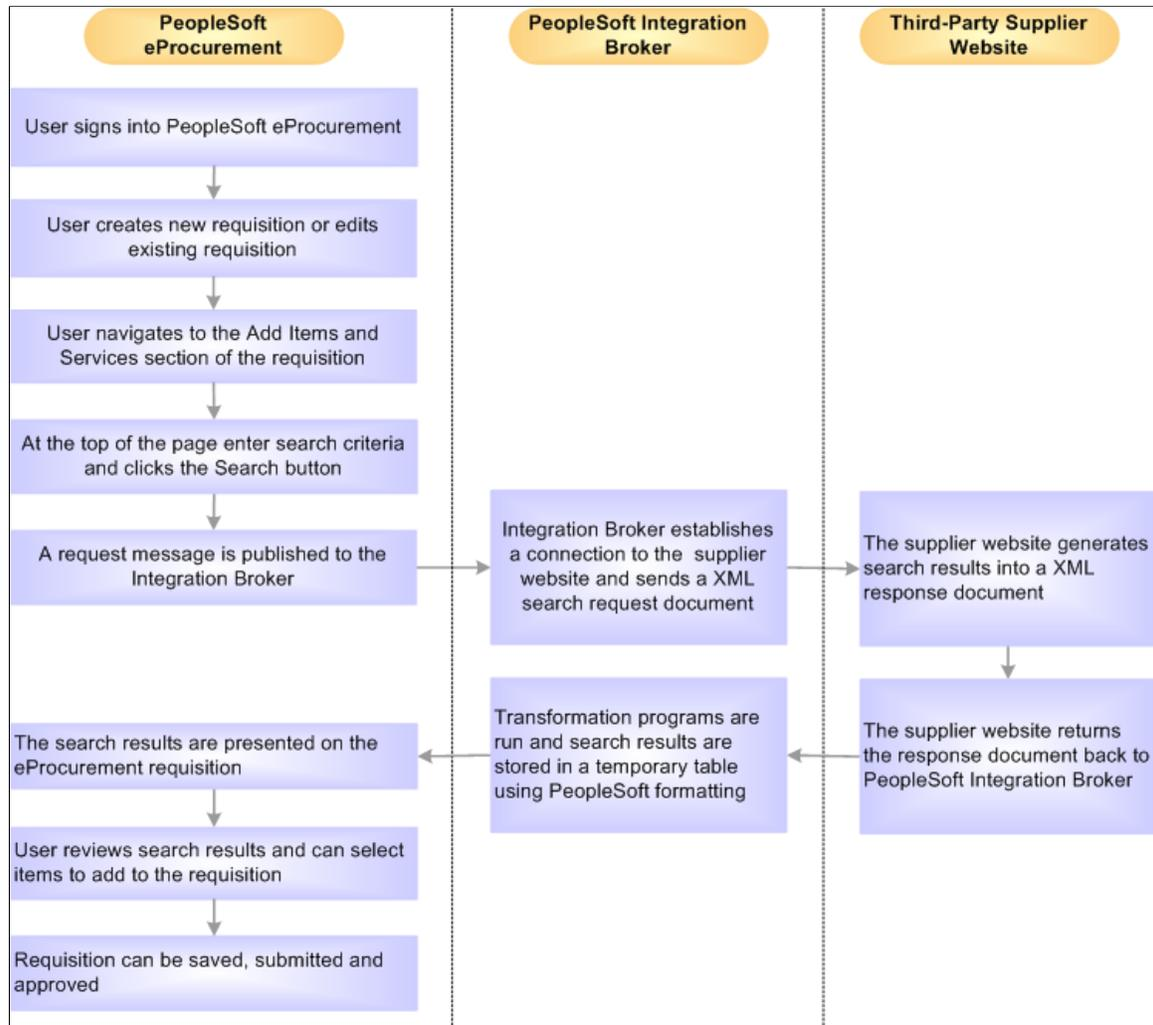 PeopleSoft
eProcurement
PeopleSoft Integration
Broker
Third-Party Supplier
Website
User signs into PeopleSoft eProcurement
User creates new requisition or edits
existing requisition
User navigates to the Add Items and
Services section of the requisition
At the top of the page enter search criteria
and clicks the Search button
A request message is published to the
Integration Broker
Integration Broker establishes
a connection to the supplier
website and sends a XML
search request document
The supplier website generates
search results into a XML
response document
The supplier website returns
the response document back to
PeopleSoft Integration Broker
Transformation programs are
run and search results are
stored in a temporary table
using PeopleSoft formatting
The search results are presented on the
eProcurement requisition
User reviews search results and can select
items to add to the requisition
Requisition can be saved, submitted and
approved